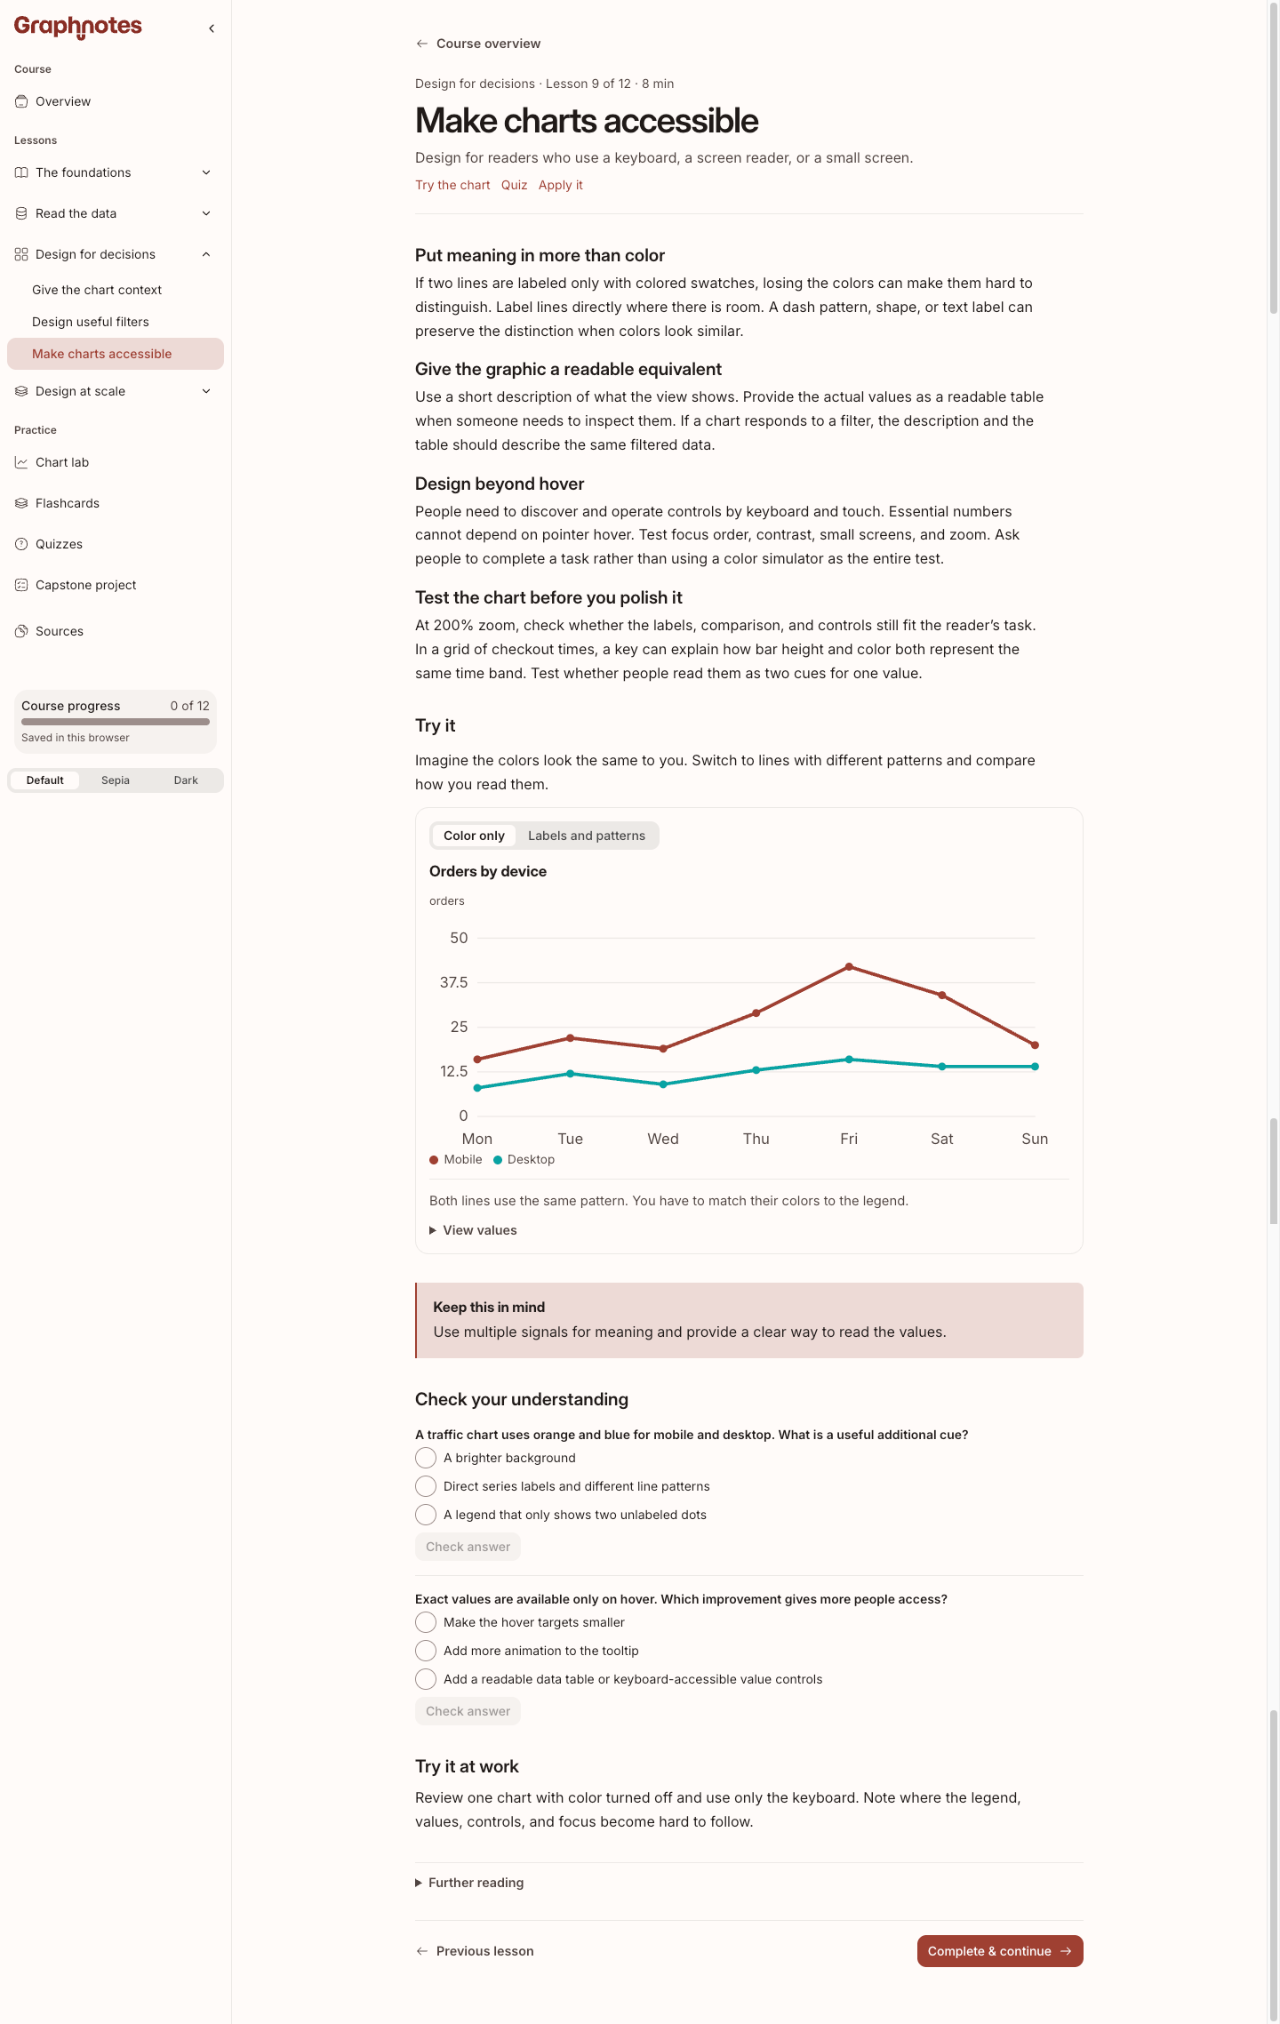 Graphnotes
Course
Overview
Lessons
The foundations
Read the data
Design for decisions
Give the chart context
Design useful filters
Make charts accessible
Design at scale
Practice
Chart lab
Flashcards
Quizzes
Capstone project
Sources
Course progress 0 of 12
Saved in this browser
Default Sepia Dark
← Course overview
Design for decisions · Lesson 9 of 12 · 8 min
Make charts accessible
Design for readers who use a keyboard, a screen reader, or a small screen.
Try the chart Quiz Apply it
Put meaning in more than color
If two lines are labeled only with colored swatches, losing the colors can make them hard to
distinguish. Label lines directly where there is room. A dash pattern, shape, or text label can
preserve the distinction when colors look similar.
Give the graphic a readable equivalent
Use a short description of what the view shows. Provide the actual values as a readable table
when someone needs to inspect them. If a chart responds to a filter, the description and the
table should describe the same filtered data.
Design beyond hover
People need to discover and operate controls by keyboard and touch. Essential numbers
cannot depend on pointer hover. Test focus order, contrast, small screens, and zoom. Ask
people to complete a task rather than using a color simulator as the entire test.
Test the chart before you polish it
At 200% zoom, check whether the labels, comparison, and controls still fit the reader’s task.
In a grid of checkout times, a key can explain how bar height and color both represent the
same time band. Test whether people read them as two cues for one value.
Try it
Imagine the colors look the same to you. Switch to lines with different patterns and compare
how you read them.
Color only Labels and patterns
Orders by device
orders
50
37.5
25
12.5
0
Mon Tue Wed Thu Fri Sat Sun
Mobile Desktop
Both lines use the same pattern. You have to match their colors to the legend.
View values
Keep this in mind
Use multiple signals for meaning and provide a clear way to read the values.
Check your understanding
A traffic chart uses orange and blue for mobile and desktop. What is a useful additional cue?
A brighter background
Direct series labels and different line patterns
A legend that only shows two unlabeled dots
Check answer
Exact values are available only on hover. Which improvement gives more people access?
Make the hover targets smaller
Add more animation to the tooltip
Add a readable data table or keyboard-accessible value controls
Check answer
Try it at work
Review one chart with color turned off and use only the keyboard. Note where the legend,
values, controls, and focus become hard to follow.
Further reading
← Previous lesson
Complete & continue →